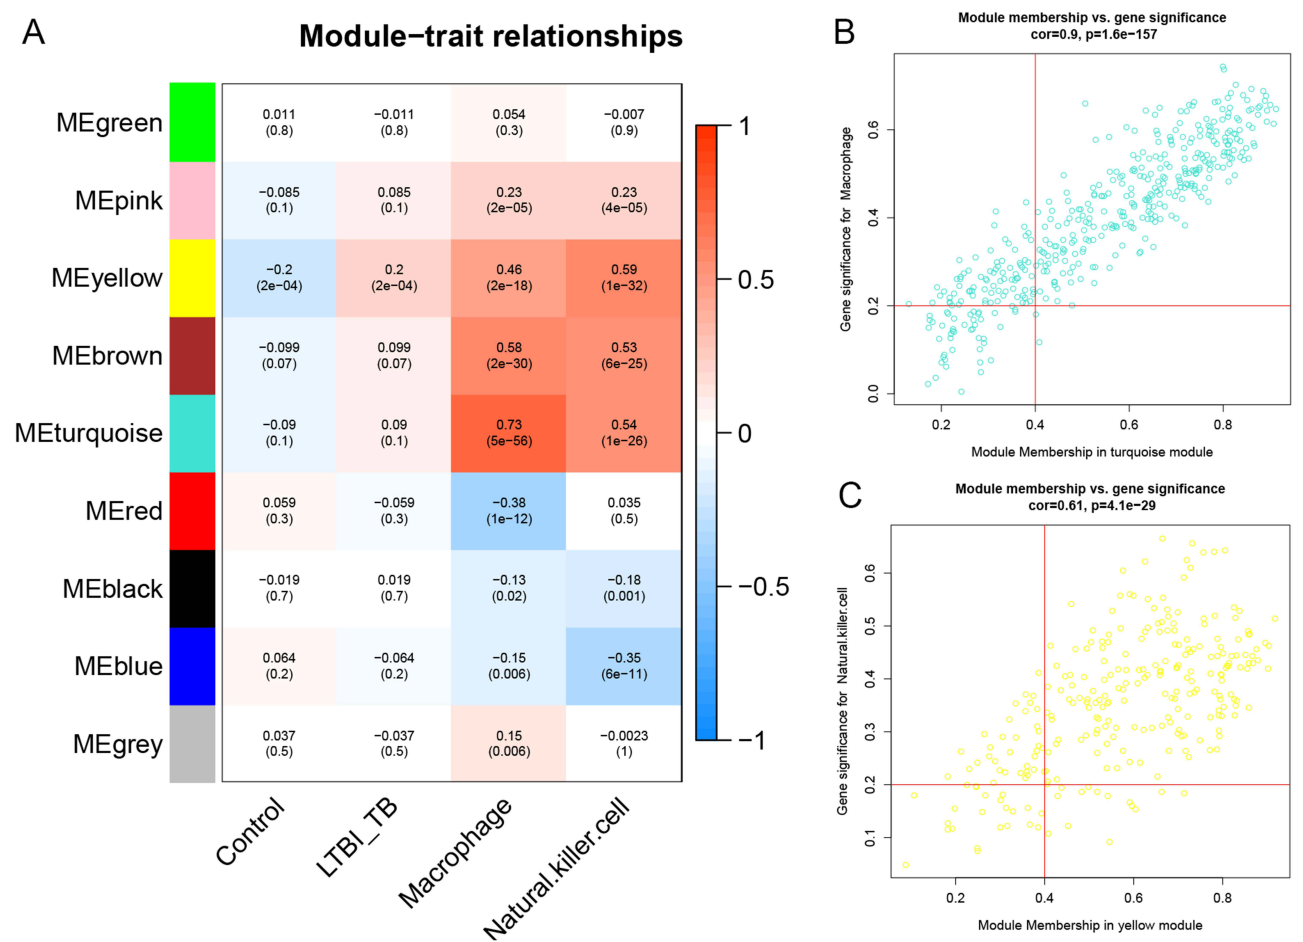 A
Module−trait relationships
MEgreen
0.011 −0.011 0.054 −0.007
(0.8) (0.8) (0.3) (0.9)
MEpink
−0.085 0.085 0.23 0.23
(0.1) (0.1) (2e−05) (4e−05)
MEyellow
−0.2 0.2 0.46 0.59
(2e−04) (2e−04) (2e−18) (1e−32)
MEbrown
−0.099 0.099 0.58 0.53
(0.07) (0.07) (2e−30) (6e−25)
MEturquoise
−0.09 0.09 0.73 0.54
(0.1) (0.1) (5e−56) (1e−26)
MEred
0.059 −0.059 −0.38 0.035
(0.3) (0.3) (1e−12) (0.5)
MEblack
−0.019 0.019 −0.13 −0.18
(0.7) (0.7) (0.02) (0.001)
MEblue
0.064 −0.064 −0.15 −0.35
(0.2) (0.2) (0.006) (6e−11)
MEgrey
0.037 −0.037 0.15 −0.0023
(0.5) (0.5) (0.006) (1)
Control
LTBI_TB
Macrophage
Natural.killer.cell
1
0.5
0
−0.5
−1
B
Module membership vs. gene significance
cor=0.9, p=1.6e−157
Gene significance for Macrophage
0.6
0.4
0.2
0.0
0.2 0.4 0.6 0.8
Module Membership in turquoise module
C
Module membership vs. gene significance
cor=0.61, p=4.1e−29
Gene significance for Natural.killer.cell
0.6
0.5
0.4
0.3
0.2
0.1
0.2 0.4 0.6 0.8
Module Membership in yellow module